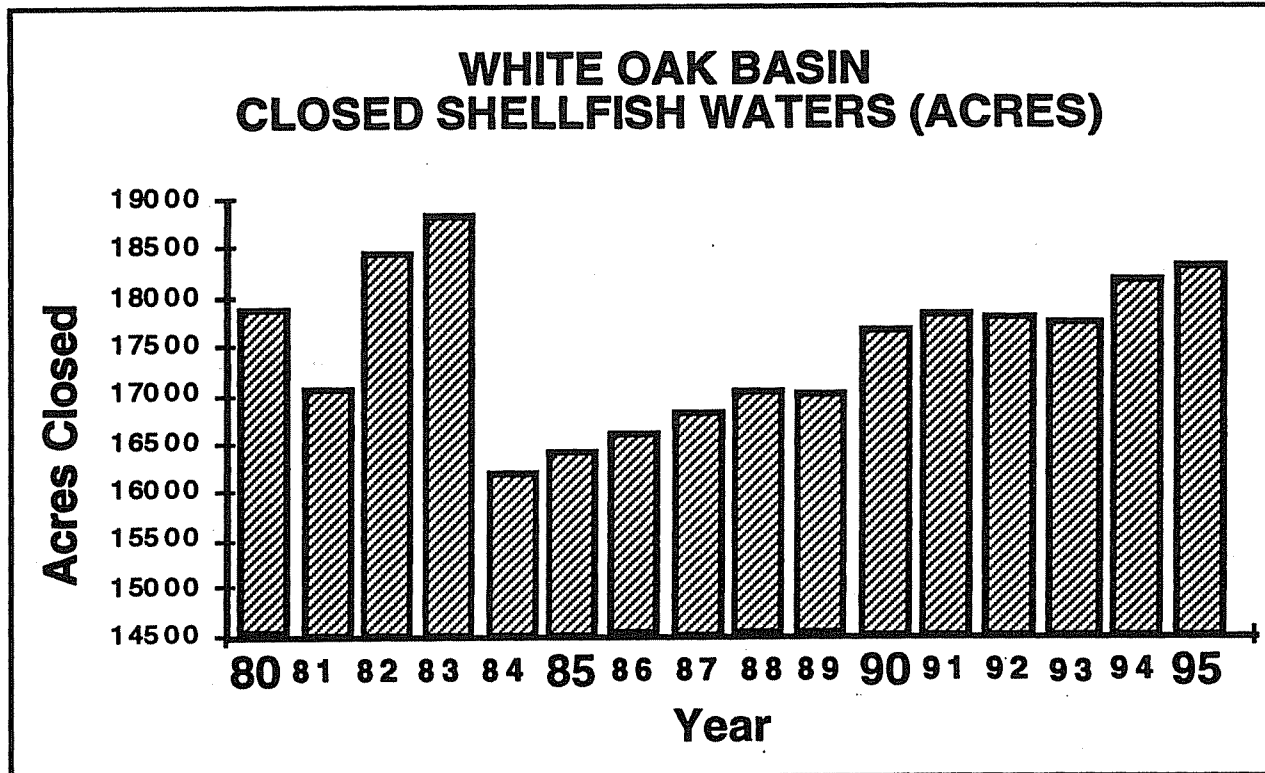 WHITE OAK BASIN
CLOSED SHELLFISH WATERS (ACRES)
19000
18500
18000
17500
17000
16500
16000
15500
15000
14500
Acres Closed
80 81 82 83 84 85 86 87 88 89 90 91 92 93 94 95
Year